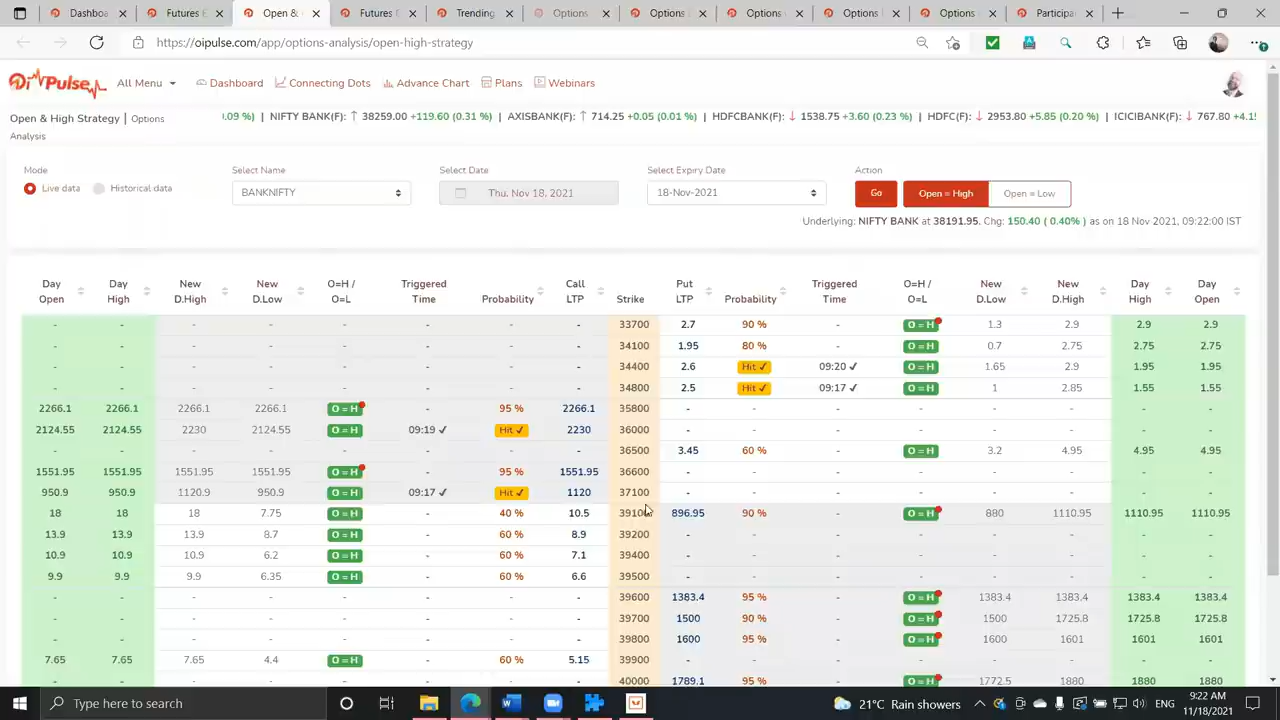 Dashbo
Futures E
Open & 
Futures E
Trending
Options
Options
Options
Options
Options
Participa
https://oipulse.com/app/options-analysis/open-high-strategy
OiPulse All Menu Dashboard Connecting Dots Advance Chart Plans Webinars
Open & High Strategy | Options Analysis
0.09 %) | NIFTY BANK(F): ↑ 38259.00 +119.60 (0.31 %) | AXISBANK(F): ↑ 714.25 +0.05 (0.01 %) | HDFCBANK(F): ↓ 1538.75 +3.60 (0.23 %) | HDFC(F): ↓ 2953.80 +5.85 (0.20 %) | ICICIBANK(F): ↓ 767.80 +4.1
Mode Select Name Select Date Select Expiry Date Action
Live data Historical data BANKNIFTY Thu, Nov 18, 2021 18-Nov-2021 Go Open = High Open = Low
Underlying: NIFTY BANK at 38191.95. Chg: 150.40 ( 0.40% ) as on 18 Nov 2021, 09:22:00 IST
Day Open Day High New D.High New D.Low O=H / O=L Triggered Time Probability Call LTP Strike Put LTP Probability Triggered Time O=H / O=L New D.Low New D.High Day High Day Open
- - - - - - - - 33700 2.7 90 % - O = H 1.3 2.9 2.9 2.9
- - - - - - - - 34100 1.95 80 % - O = H 0.7 2.75 2.75 2.75
- - - - - - - - 34400 2.6 Hit ✓ 09:20 ✓ O = H 1.65 2.9 1.95 1.95
- - - - - - - - 34800 2.5 Hit ✓ 09:17 ✓ O = H 1 2.85 1.55 1.55
2266.1 2266.1 2266.1 2266.1 O = H - 95 % 2266.1 35800 - - - - - - - -
2124.55 2124.55 2230 2124.55 O = H 09:19 ✓ Hit ✓ 2230 36000 - - - - - - - -
- - - - - - - - 36500 3.45 60 % - O = H 3.2 4.95 4.95 4.95
1551.95 1551.95 1551.95 1551.95 O = H - 95 % 1551.95 36600 - - - - - - - -
950.9 950.9 1120.9 950.9 O = H 09:17 ✓ Hit ✓ 1120 37100 - - - - - - - -
18 18 18 7.75 O = H - 40 % 10.5 39100 896.95 90 % - O = H 880 1110.95 1110.95 1110.95
13.9 13.9 13.9 8.7 O = H - 60 % 8.9 39200 - - - - - - - -
10.9 10.9 10.9 6.2 O = H - 60 % 7.1 39400 - - - - - - - -
9.9 9.9 9.9 6.35 O = H - 60 % 6.6 39500 - - - - - - - -
- - - - - - - - 39600 1383.4 95 % - O = H 1383.4 1383.4 1383.4 1383.4
- - - - - - - - 39700 1500 90 % - O = H 1500 1725.8 1725.8 1725.8
- - - - - - - - 39800 1600 95 % - O = H 1600 1601 1601 1601
7.65 7.65 7.65 4.4 O = H - 60 % 5.15 39900 - - - - - - - -
- - - - - - - - 40000 1789.1 95 % - O = H 1772.5 1880 1880 1880
Type here to search
21°C Rain showers
ENG
9:22 AM
11/18/2021